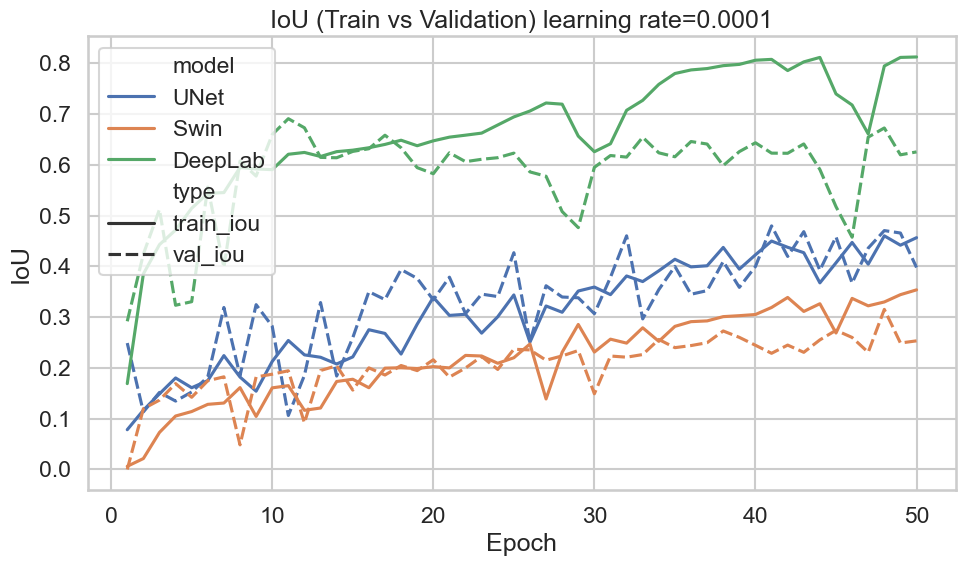 IoU (Train vs Validation) learning rate=0.0001
model
UNet
Swin
DeepLab
type
train_iou
val_iou
IoU
0.8
0.7
0.6
0.5
0.4
0.3
0.2
0.1
0.0
0
10
20
30
40
50
Epoch